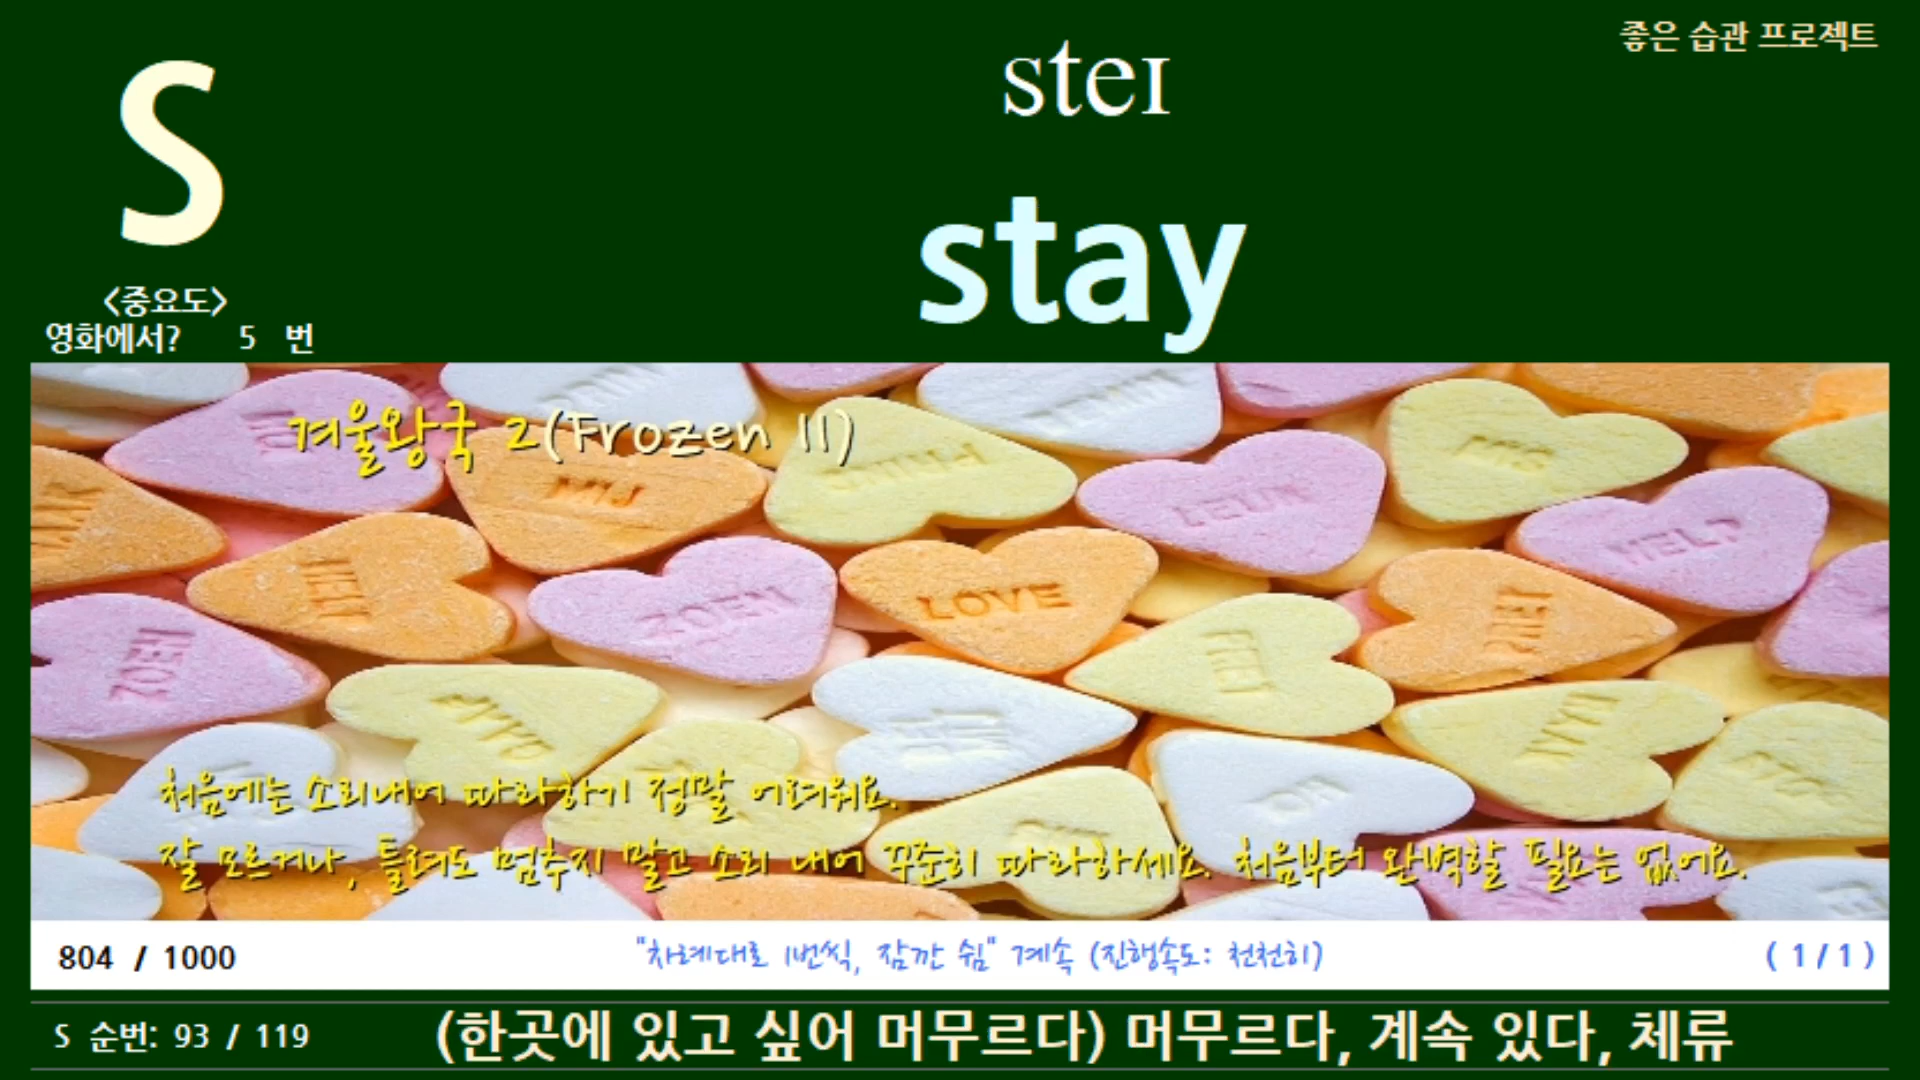 좋은 습관 프로젝트
S
steɪ
stay
<중요도>
영화에서? 5 번
겨울왕국 2(Frozen II)
MIJ
LEUK
HELP
HELP
ZOEN
LOVE
ZOEN
처음에는 소리내어 따라하기 정말 어려워요.
잘 모르거나, 틀려도 멈추지 말고 소리 내어 꾸준히 따라하세요. 처음부터 완벽할 필요는 없어요.
804 / 1000
"차례대로 1번씩, 잠깐 쉼" 계속 (진행속도: 천천히)
( 1 / 1 )
S 순번: 93 / 119
(한곳에 있고 싶어 머무르다) 머무르다, 계속 있다, 체류